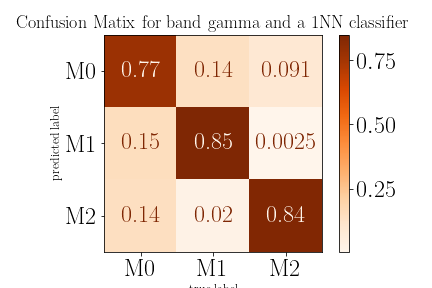 Confusion Matix for band gamma and a 1NN classifier
M0 0.77 0.14 0.091
M1 0.15 0.85 0.0025
M2 0.14 0.02 0.84
M0 M1 M2
predicted label
true label
0.75
0.50
0.25